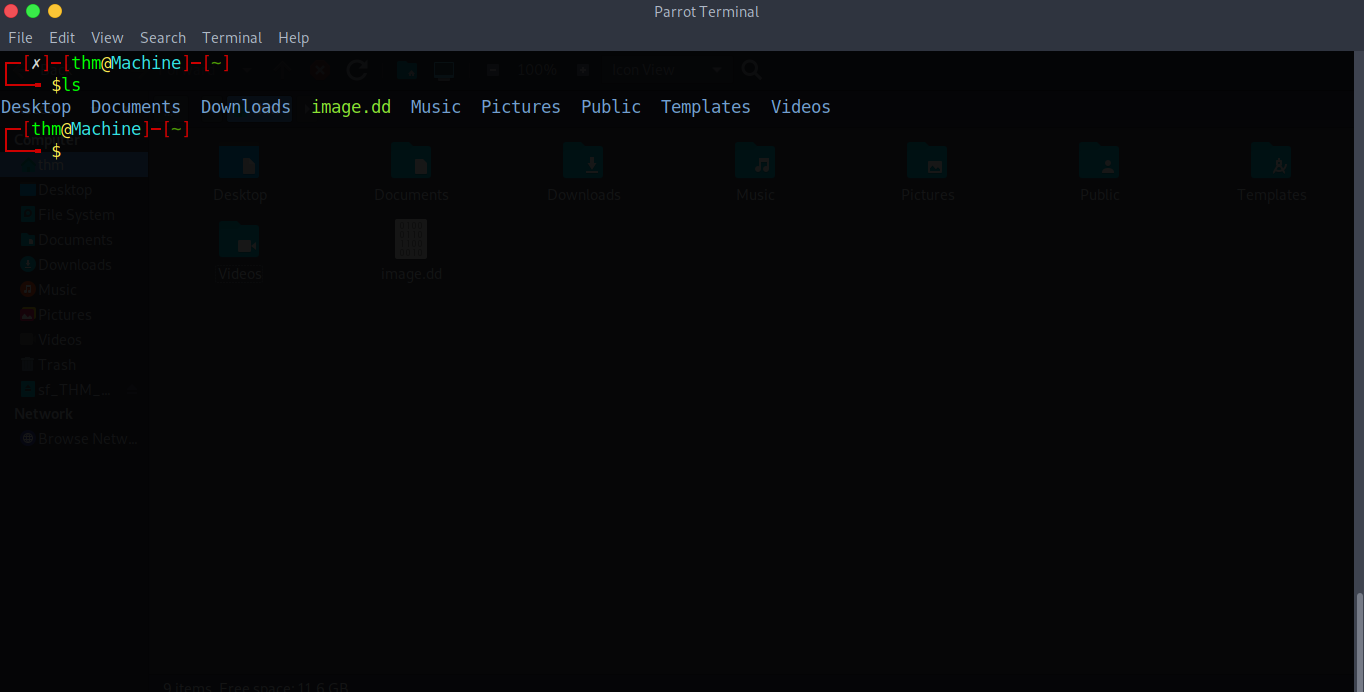 Parrot Terminal
File Edit View Search Terminal Help
┌─[✗]─[thm@Machine]─[~]
└──╼ $ls
Desktop Documents Downloads image.dd Music Pictures Public Templates Videos
┌─[thm@Machine]─[~]
└──╼ $
100% Icon View
Computer
thm
Desktop
File System
Documents
Downloads
Music
Pictures
Videos
Trash
sf_THM_...
Network
Browse Netw...
Desktop Documents Downloads Music Pictures Public Templates
Videos image.dd
9 items, Free space: 11.6 GB